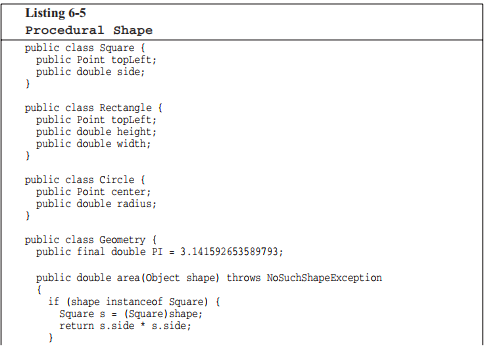 Listing 6-5
Procedural Shape
public class Square {
  public Point topLeft;
  public double side;
}
public class Rectangle {
  public Point topLeft;
  public double height;
  public double width;
}
public class Circle {
  public Point center;
  public double radius;
}
public class Geometry {
  public final double PI = 3.141592653589793;
  public double area(Object shape) throws NoSuchShapeException
  {
    if (shape instanceof Square) {
      Square s = (Square)shape;
      return s.side * s.side;
    }